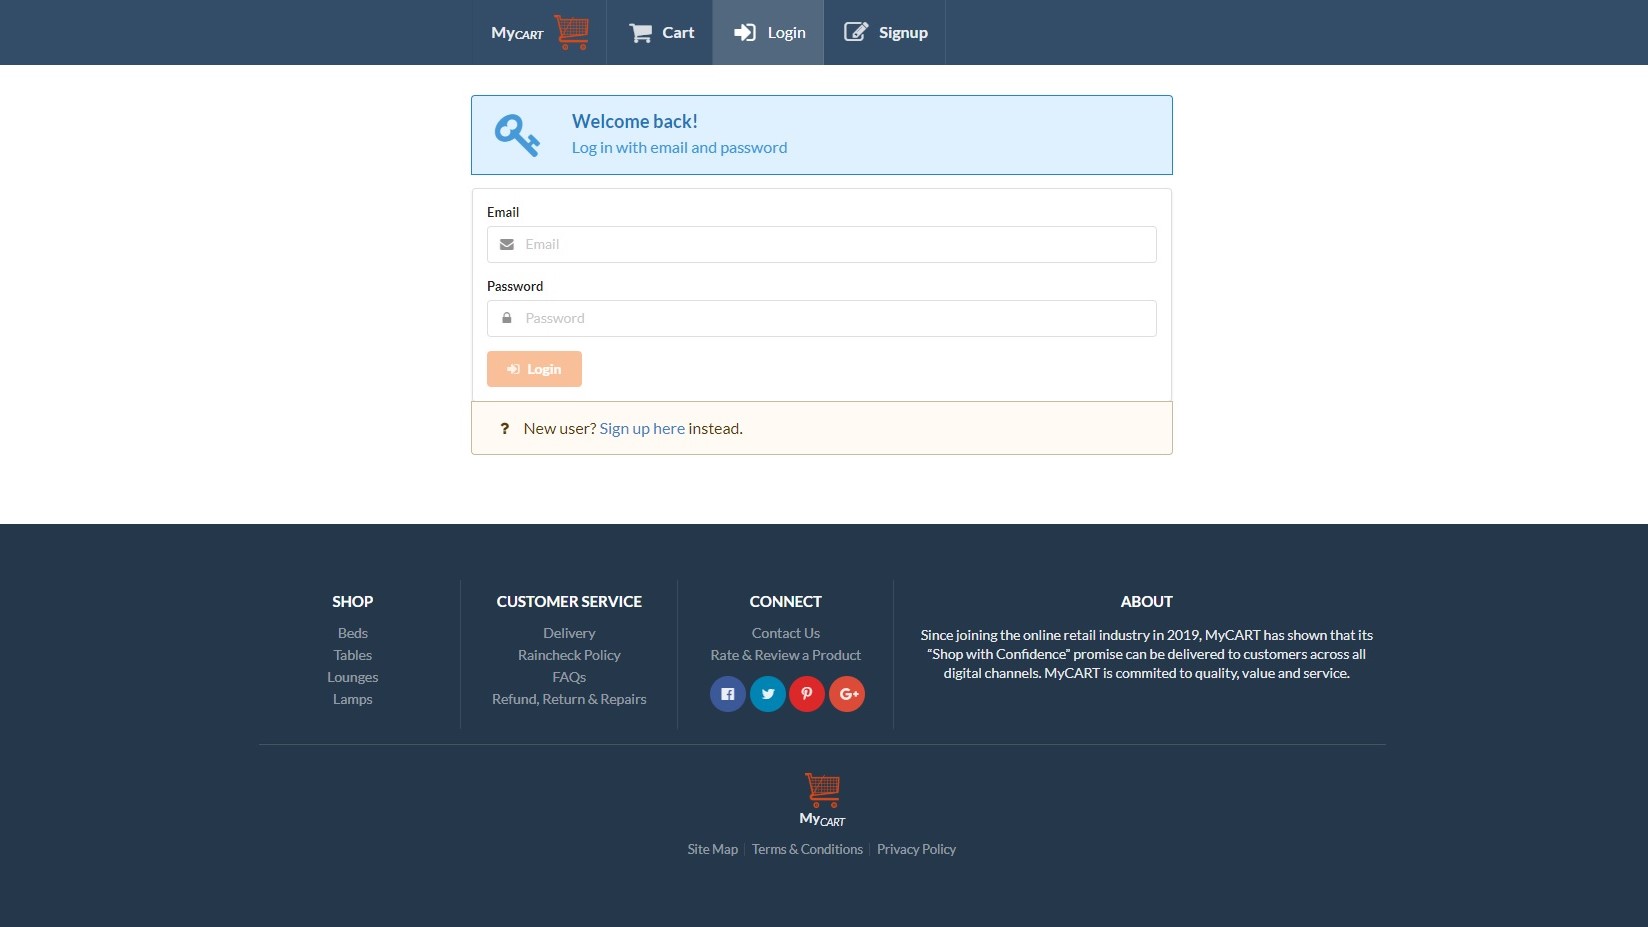 MyCART
Cart
Login
Signup
Welcome back!
Log in with email and password
Email
Email
Password
Password
Login
? New user? Sign up here instead.
SHOP
Beds
Tables
Lounges
Lamps
CUSTOMER SERVICE
Delivery
Raincheck Policy
FAQs
Refund, Return & Repairs
CONNECT
Contact Us
Rate & Review a Product
ABOUT
Since joining the online retail industry in 2019, MyCART has shown that its
“Shop with Confidence” promise can be delivered to customers across all
digital channels. MyCART is commited to quality, value and service.
MyCART
Site Map
Terms & Conditions
Privacy Policy